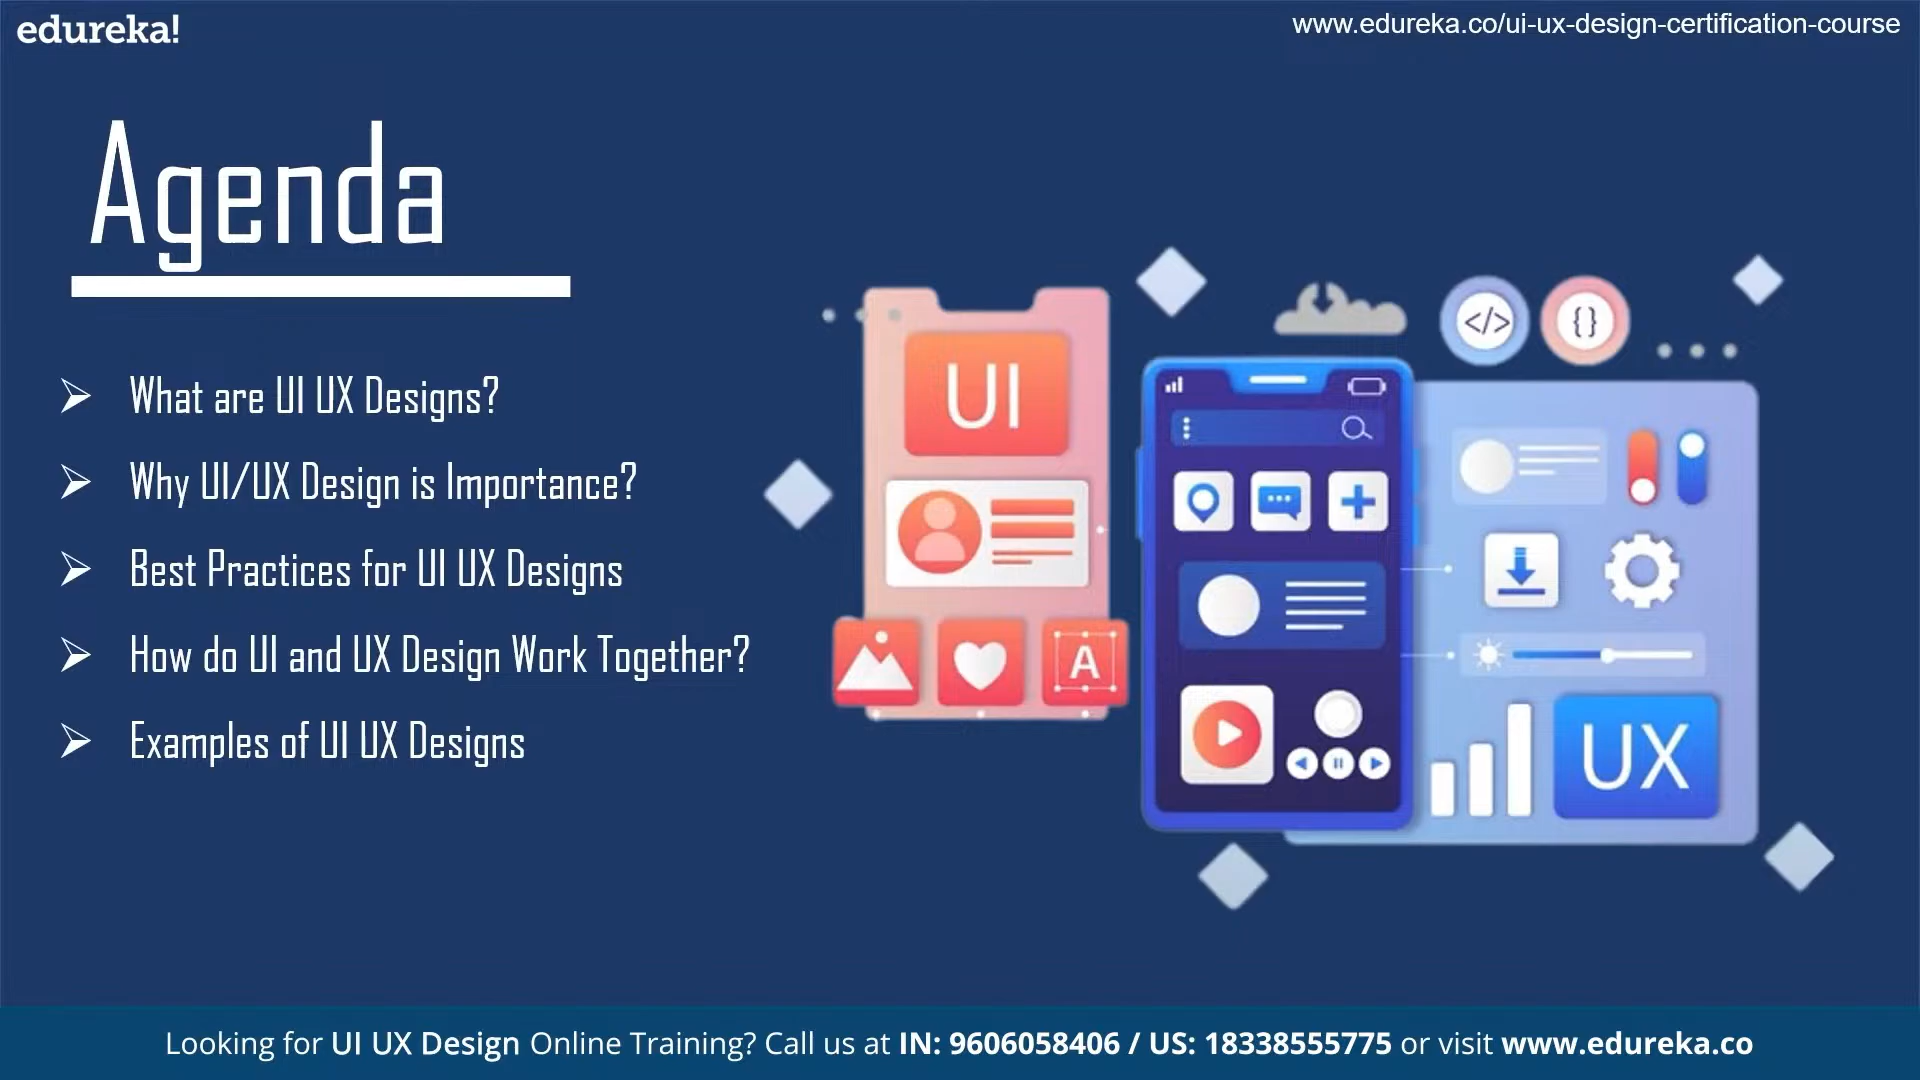 edureka!
www.edureka.co/ui-ux-design-certification-course
Agenda
What are UI UX Designs?
Why UI/UX Design is Importance?
Best Practices for UI UX Designs
How do UI and UX Design Work Together?
Examples of UI UX Designs
UI
</>
{}
A
UX
Looking for UI UX Design Online Training? Call us at IN: 9606058406 / US: 18338555775 or visit www.edureka.co